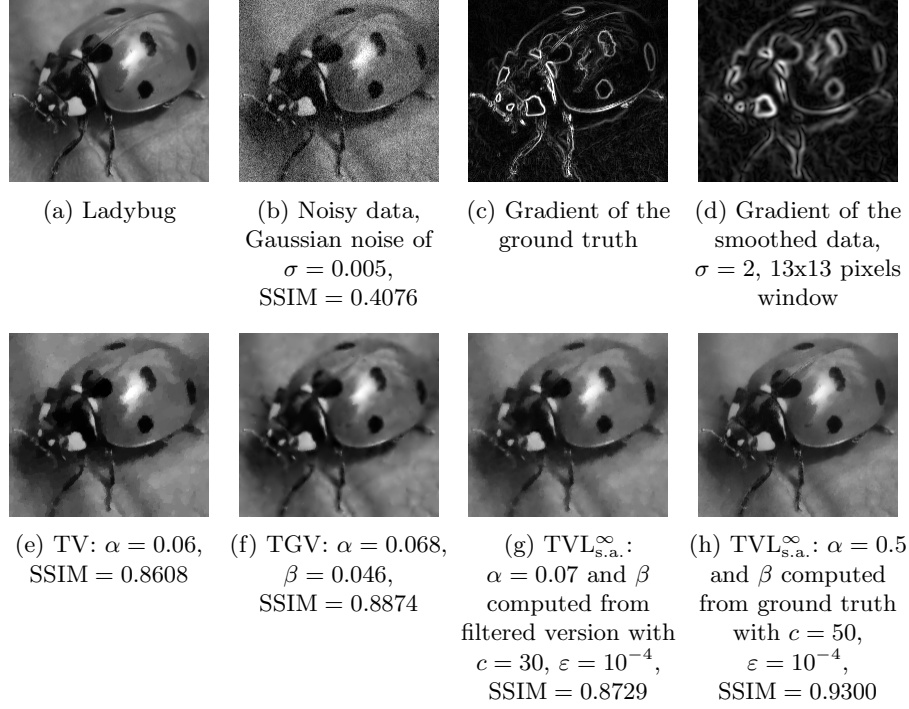 (a) Ladybug
(b) Noisy data,
Gaussian noise of
σ = 0.005,
SSIM = 0.4076
(c) Gradient of the
ground truth
(d) Gradient of the
smoothed data,
σ = 2, 13x13 pixels
window
(e) TV: α = 0.06,
SSIM = 0.8608
(f) TGV: α = 0.068,
β = 0.046,
SSIM = 0.8874
(g) TVL∞s.a.:
α = 0.07 and β
computed from
filtered version with
c = 30, ε = 10−4,
SSIM = 0.8729
(h) TVL∞s.a.: α = 0.5
and β computed
from ground truth
with c = 50,
ε = 10−4,
SSIM = 0.9300